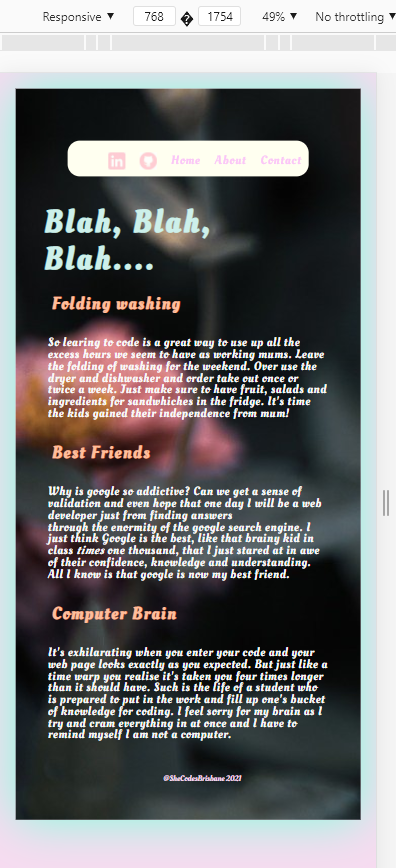 Responsive ▼ 768 � 1754 49% ▼ No throttling ▼
in Home About Contact
Blah, Blah,
Blah....
Folding washing
So learing to code is a great way to use up all the
excess hours we seem to have as working mums. Leave
the folding of washing for the weekend. Over use the
dryer and dishwasher and order take out once or
twice a week. Just make sure to have fruit, salads and
ingredients for sandwhiches in the fridge. It's time
the kids gained their independence from mum!
Best Friends
Why is google so addictive? Can we get a sense of
validation and even hope that one day I will be a web
developer just from finding answers
through the enormity of the google search engine. I
just think Google is the best, like that brainy kid in
class times one thousand, that I just stared at in awe
of their confidence, knowledge and understanding.
All I know is that google is now my best friend.
Computer Brain
It's exhilarating when you enter your code and your
web page looks exactly as you expected. But just like a
time warp you realise it's taken you four times longer
than it should have. Such is the life of a student who
is prepared to put in the work and fill up one's bucket
of knowledge for coding. I feel sorry for my brain as I
try and cram everything in at once and I have to
remind myself I am not a computer.
@SheCodesBrisbane 2021